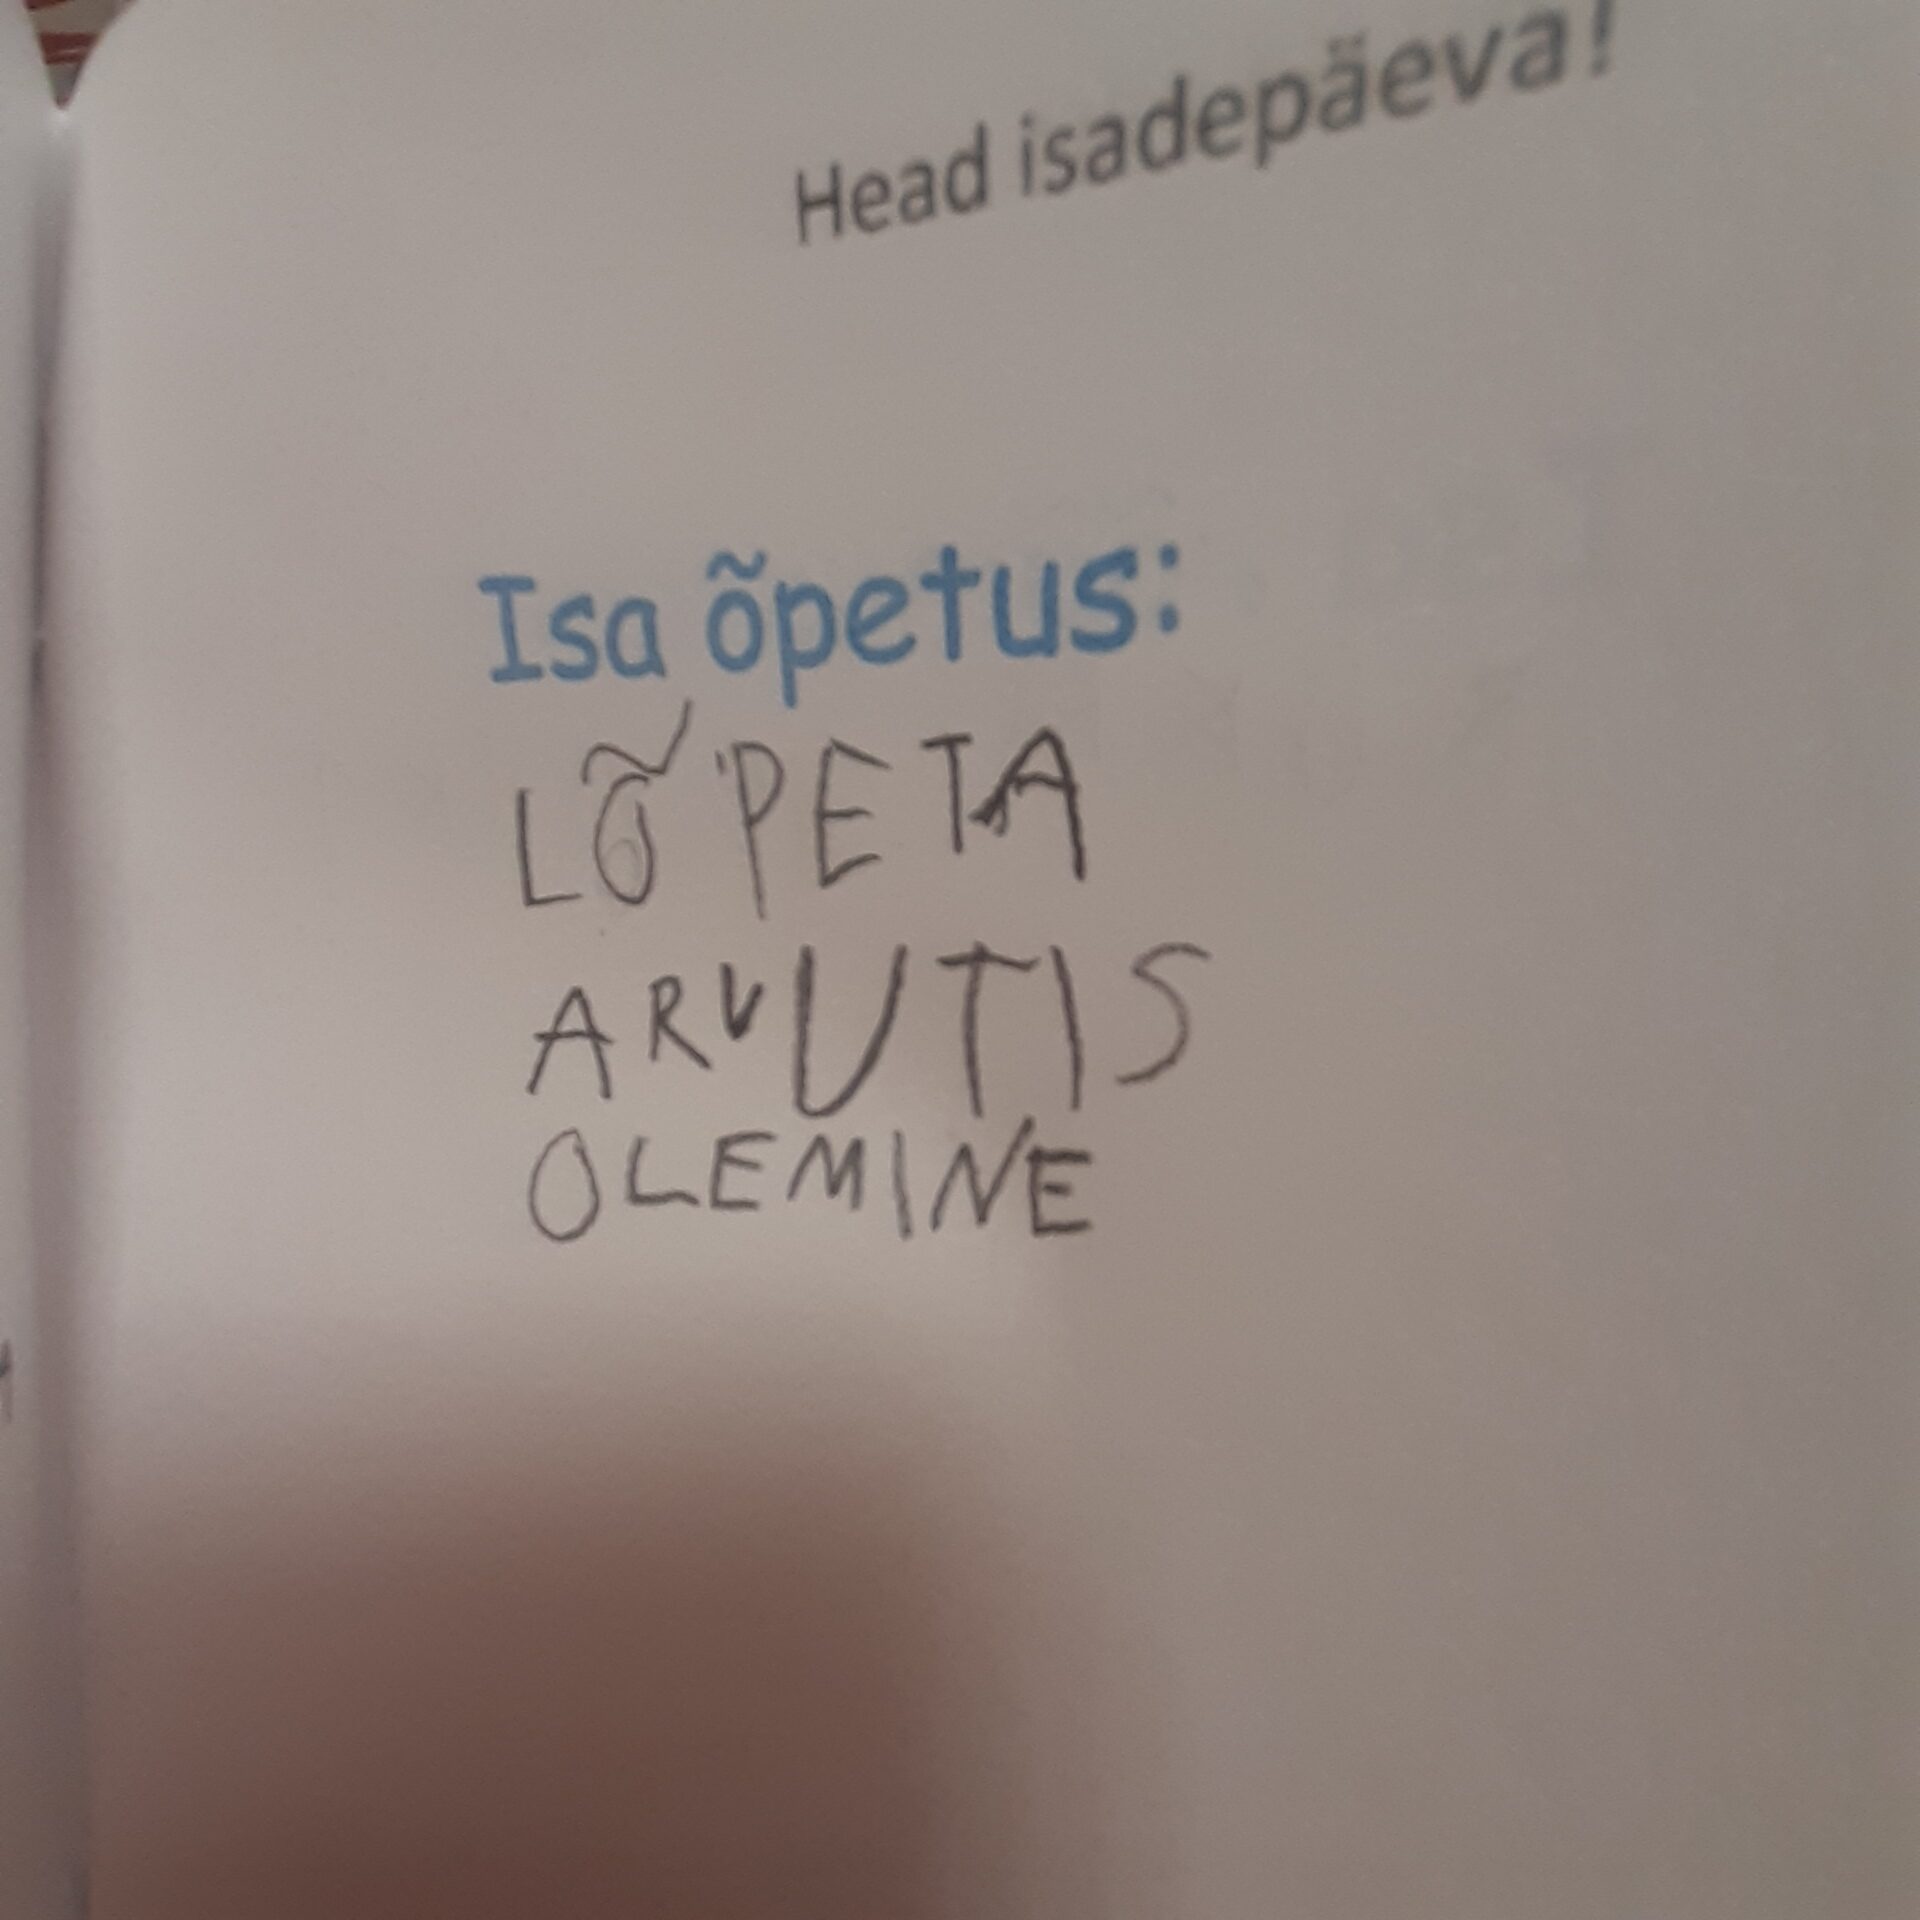 Head isadepäeva!
Isa õpetus:
LÕPETA
ARVUTIS
OLEMINE